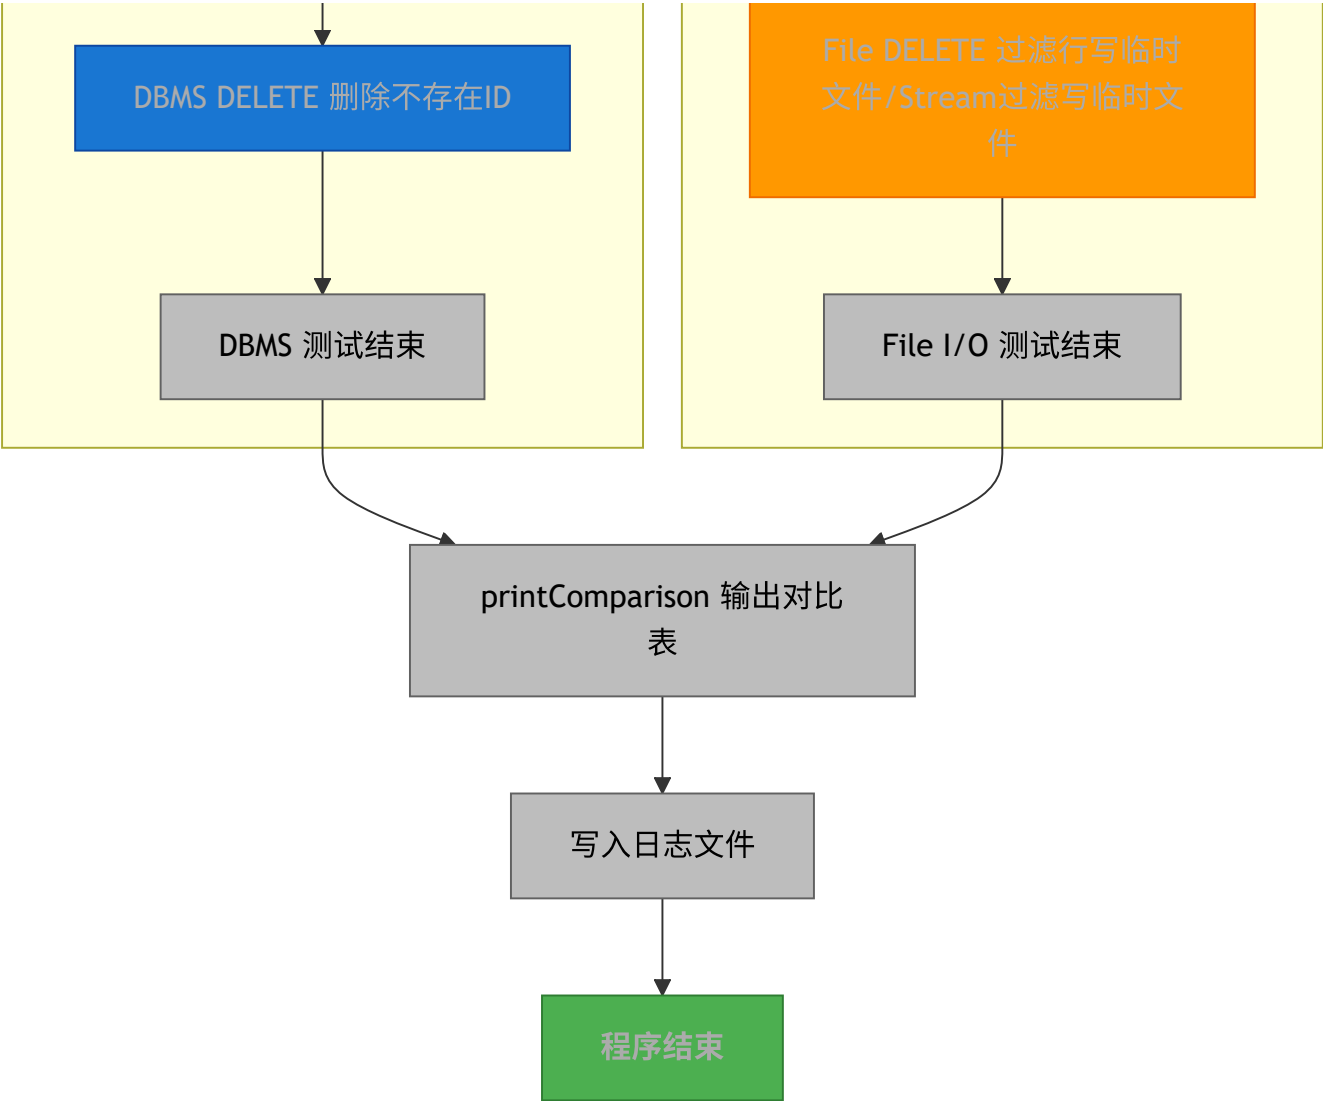 DBMS DELETE 删除不存在ID
File DELETE 过滤行写临时
文件/Stream过滤写临时文
件
DBMS 测试结束
File I/O 测试结束
printComparison 输出对比
表
写入日志文件
程序结束